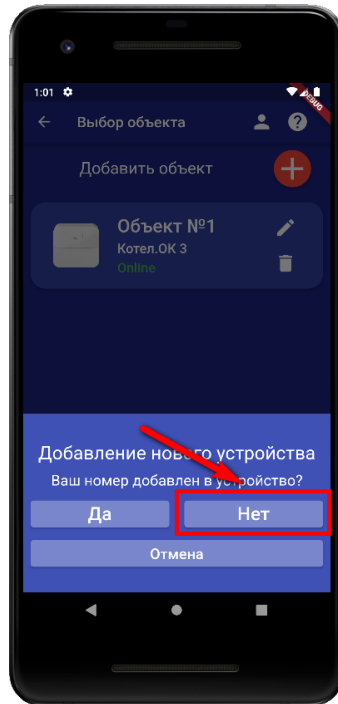 1:01
DEBUG
Выбор объекта
Добавить объект
Объект №1
Котел.ОК 3
Online
Добавление нового устройства
Ваш номер добавлен в устройство?
Да Нет
Отмена